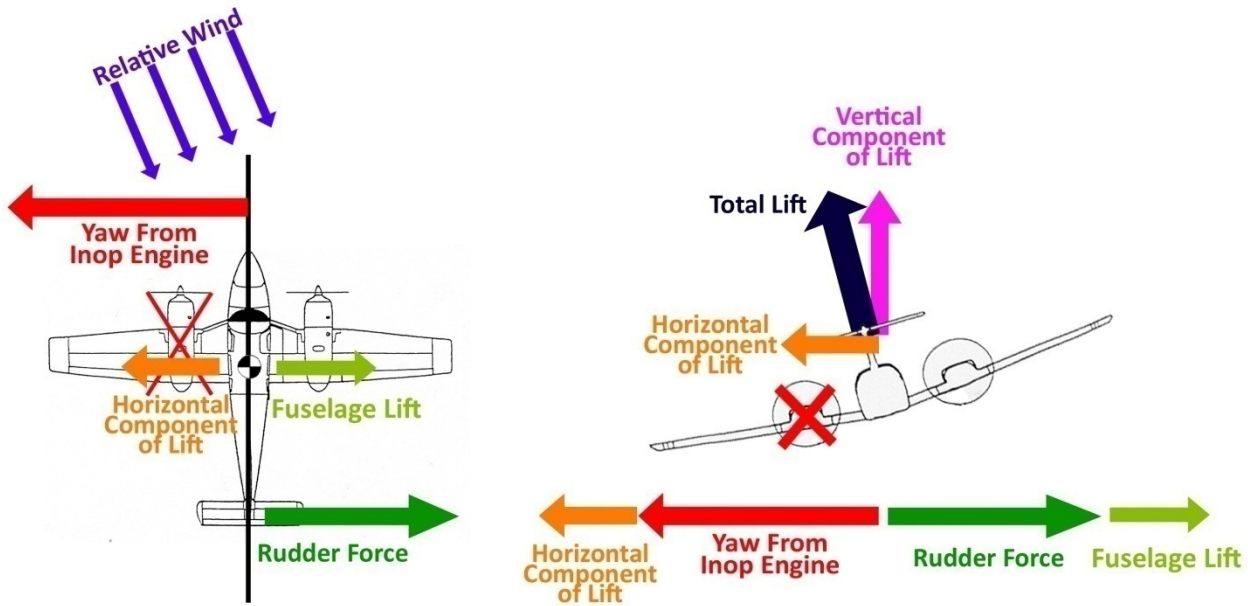 Relative Wind
Yaw From
Inop Engine
Horizontal
Component
of Lift
Fuselage Lift
Rudder Force
Vertical
Component
of Lift
Total Lift
Horizontal
Component
of Lift
Horizontal
Component
of Lift
Yaw From
Inop Engine
Rudder Force
Fuselage Lift